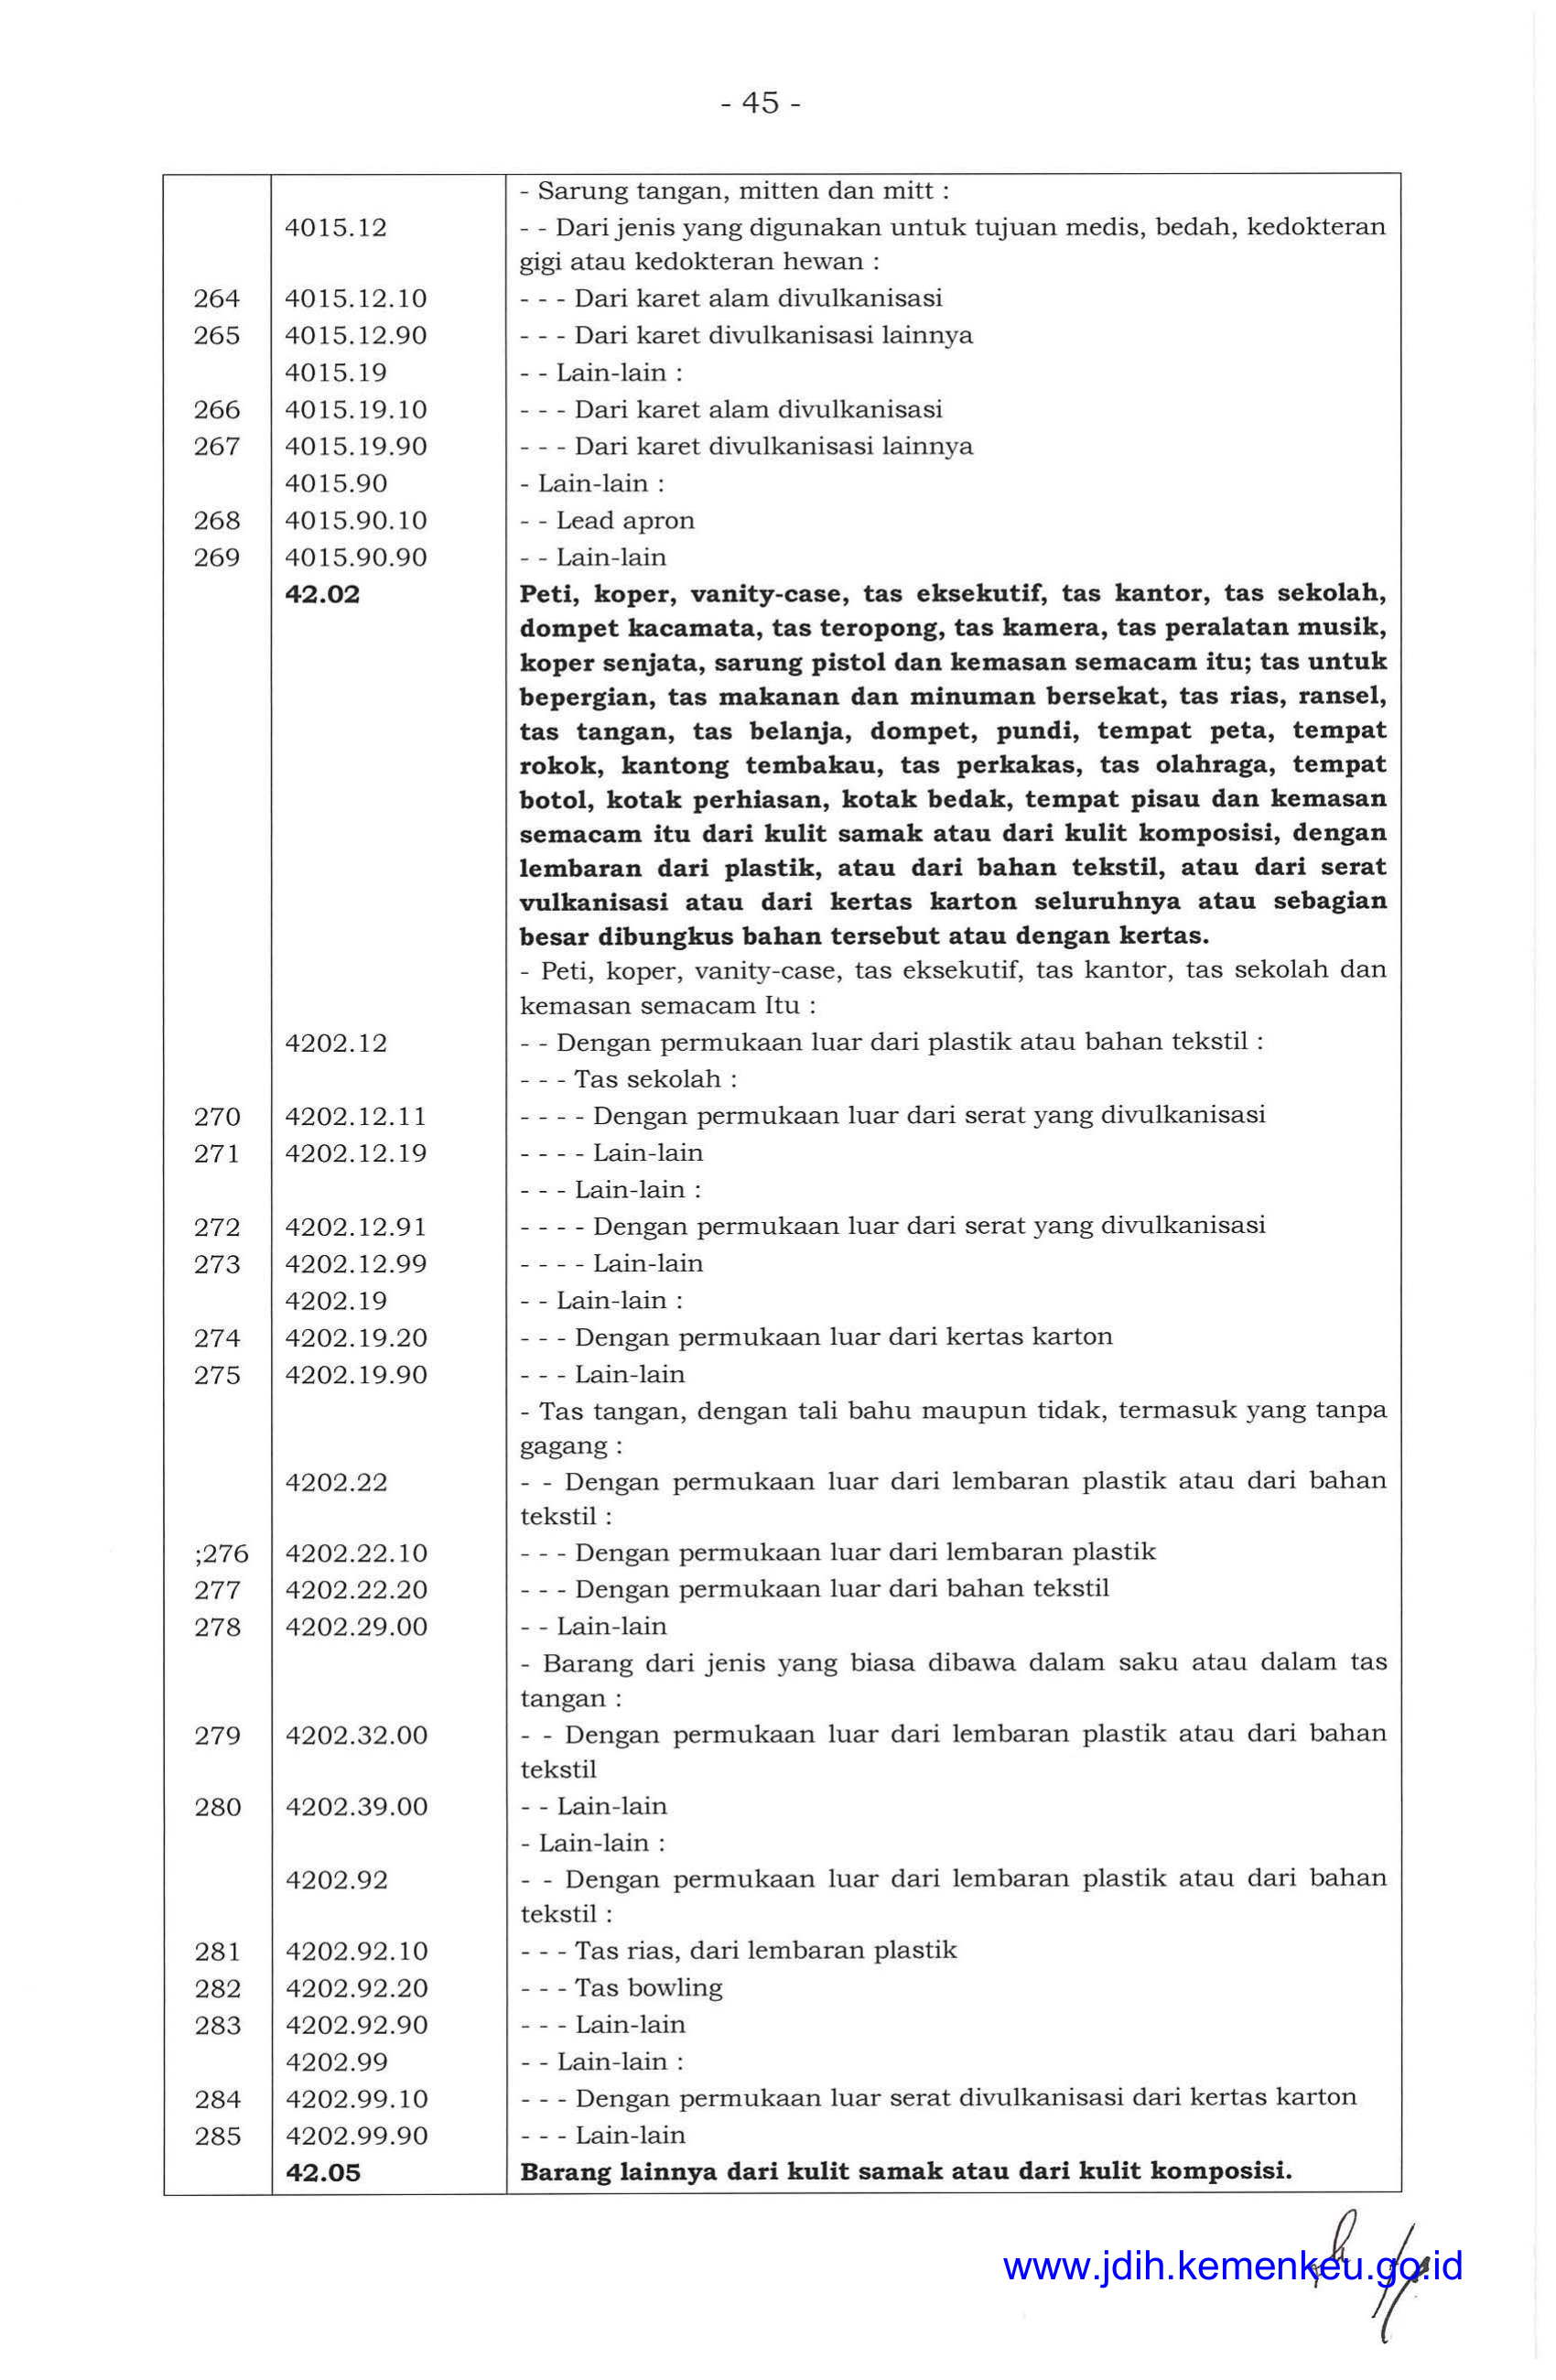 - 45 -
- Sarung tangan, mitten dan mitt :
4015.12 - - Dari jenis yang digunakan untuk tujuan medis, bedah, kedokteran
gigi atau kedokteran hewan :
264 4015.12.10 - - - Dari karet alam divulkanisasi
265 4015.12.90 - - - Dari karet divulkanisasi lainnya
4015.19 - - Lain-lain :
266 4015.19.10 - - - Dari karet alam divulkanisasi
267 4015.19.90 - - - Dari karet divulkanisasi lainnya
4015.90 - Lain-lain :
268 4015.90.10 - - Lead apron
269 4015.90.90 - - Lain-lain
42.02 Peti, koper, vanity-case, tas eksekutif, tas kantor, tas sekolah,
dompet kacamata, tas teropong, tas kamera, tas peralatan musik,
koper senjata, sarung pistol dan kemasan semacam itu; tas untuk
bepergian, tas makanan dan minuman bersekat, tas rias, ransel,
tas tangan, tas belanja, dompet, pundi, tempat peta, tempat
rokok, kantong tembakau, tas perkakas, tas olahraga, tempat
botol, kotak perhiasan, kotak bedak, tempat pisau dan kemasan
semacam itu dari kulit samak atau dari kulit komposisi, dengan
lembaran dari plastik, atau dari bahan tekstil, atau dari serat
vulkanisasi atau dari kertas karton seluruhnya atau sebagian
besar dibungkus bahan tersebut atau dengan kertas.
- Peti, koper, vanity-case, tas eksekutif, tas kantor, tas sekolah dan
kemasan semacam Itu :
4202.12 - - Dengan permukaan luar dari plastik atau bahan tekstil :
- - - Tas sekolah :
270 4202.12.11 - - - - Dengan permukaan luar dari serat yang divulkanisasi
271 4202.12.19 - - - - Lain-lain
- - - Lain-lain :
272 4202.12.91 - - - - Dengan permukaan luar dari serat yang divulkanisasi
273 4202.12.99 - - - - Lain-lain
4202.19 - - Lain-lain :
274 4202.19.20 - - - Dengan permukaan luar dari kertas karton
275 4202.19.90 - - - Lain-lain
- Tas tangan, dengan tali bahu maupun tidak, termasuk yang tanpa
gagang :
4202.22 - - Dengan permukaan luar dari lembaran plastik atau dari bahan
tekstil :
;276 4202.22.10 - - - Dengan permukaan luar dari lembaran plastik
277 4202.22.20 - - - Dengan permukaan luar dari bahan tekstil
278 4202.29.00 - - Lain-lain
- Barang dari jenis yang biasa dibawa dalam saku atau dalam tas
tangan :
279 4202.32.00 - - Dengan permukaan luar dari lembaran plastik atau dari bahan
tekstil
280 4202.39.00 - - Lain-lain
- Lain-lain :
4202.92 - - Dengan permukaan luar dari lembaran plastik atau dari bahan
tekstil :
281 4202.92.10 - - - Tas rias, dari lembaran plastik
282 4202.92.20 - - - Tas bowling
283 4202.92.90 - - - Lain-lain
4202.99 - - Lain-lain :
284 4202.99.10 - - - Dengan permukaan luar serat divulkanisasi dari kertas karton
285 4202.99.90 - - - Lain-lain
42.05 Barang lainnya dari kulit samak atau dari kulit komposisi.
www.jdih.kemenkeu.go.id